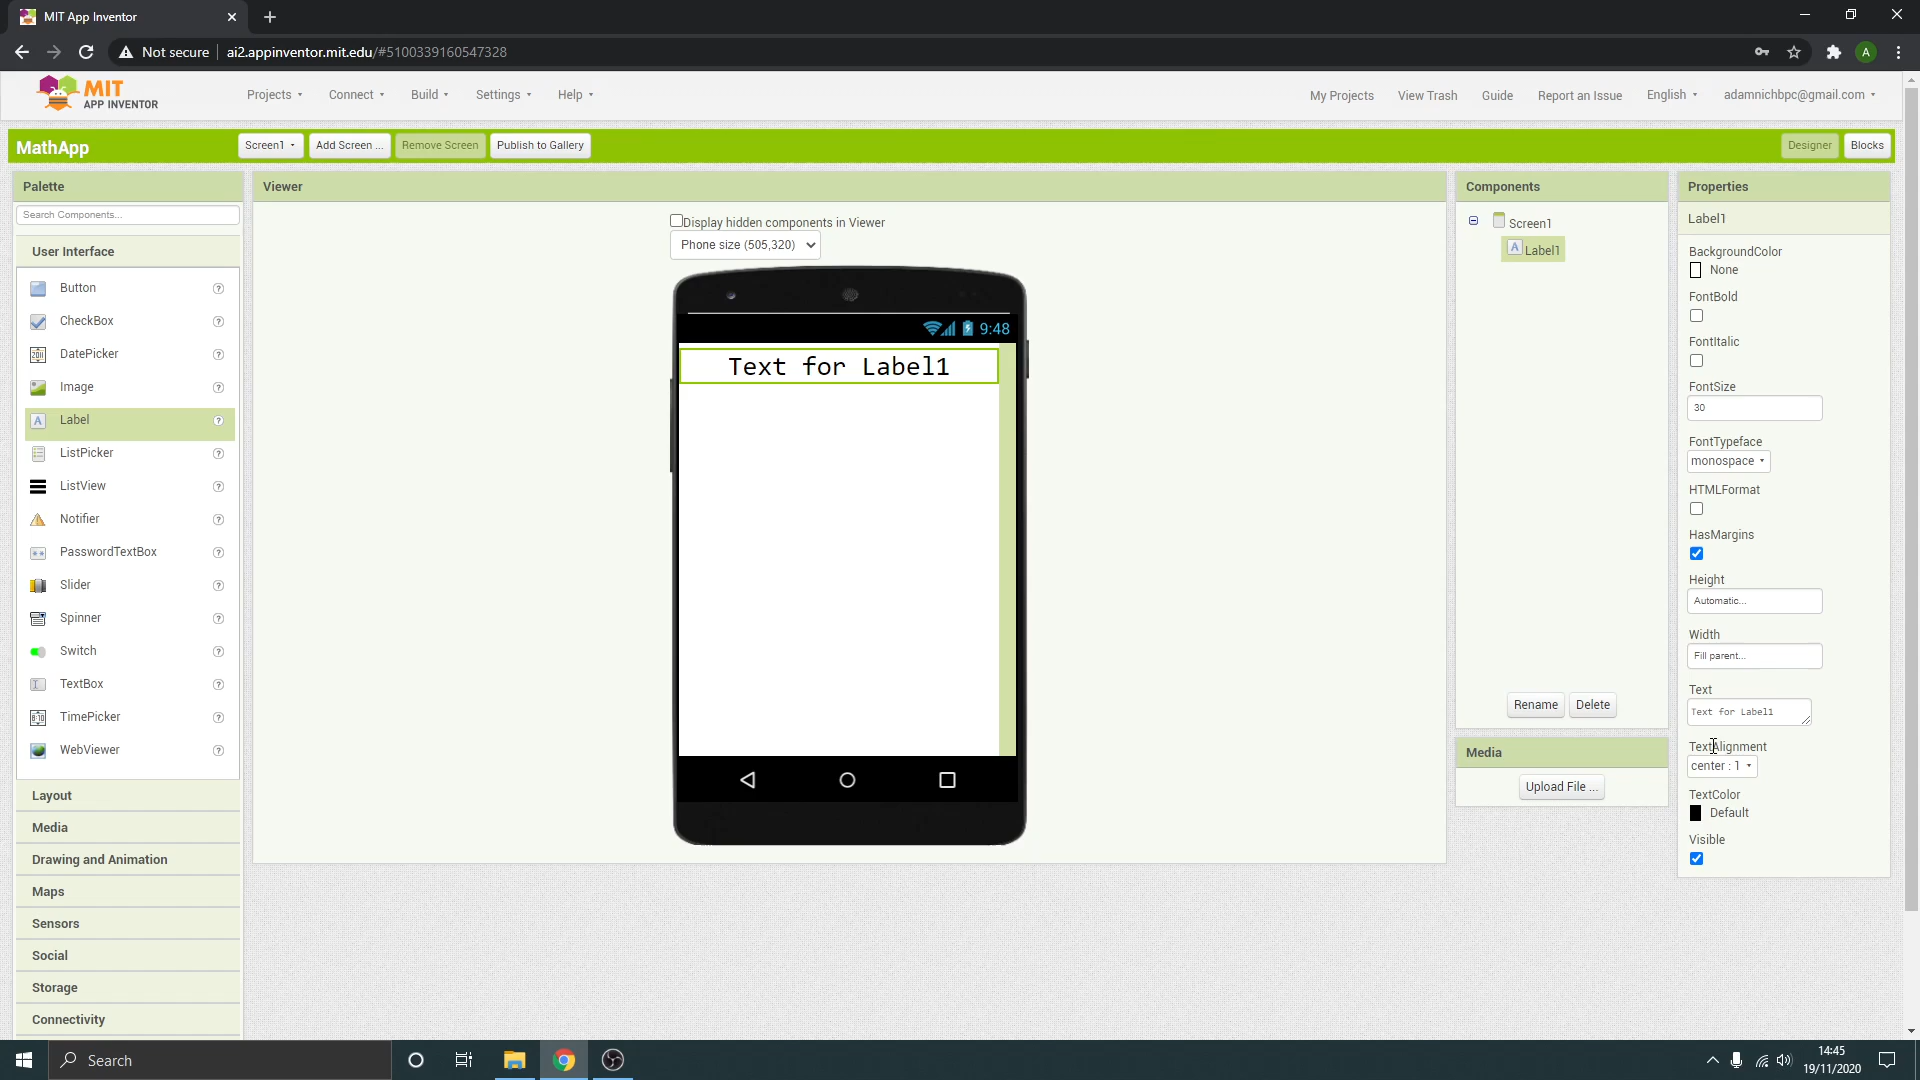 MIT App Inventor
Not secure
ai2.appinventor.mit.edu/#5100339160547328
A
MIT
APP INVENTOR
Projects
Connect
Build
Settings
Help
My Projects
View Trash
Guide
Report an Issue
English
adamnichbpc@gmail.com
MathApp
Screen1
Add Screen ...
Remove Screen
Publish to Gallery
Designer
Blocks
Palette
Search Components...
User Interface
Button
CheckBox
DatePicker
Image
Label
ListPicker
ListView
Notifier
PasswordTextBox
Slider
Spinner
Switch
TextBox
TimePicker
WebViewer
Layout
Media
Drawing and Animation
Maps
Sensors
Social
Storage
Connectivity
Viewer
Display hidden components in Viewer
Phone size (505,320)
9:48
Text for Label1
Components
Screen1
Label1
Rename
Delete
Media
Upload File ...
Properties
Label1
BackgroundColor
None
FontBold
FontItalic
FontSize
30
FontTypeface
monospace
HTMLFormat
HasMargins
Height
Automatic...
Width
Fill parent...
Text
Text for Label1
TextAlignment
center : 1
TextColor
Default
Visible
Search
14:45
19/11/2020